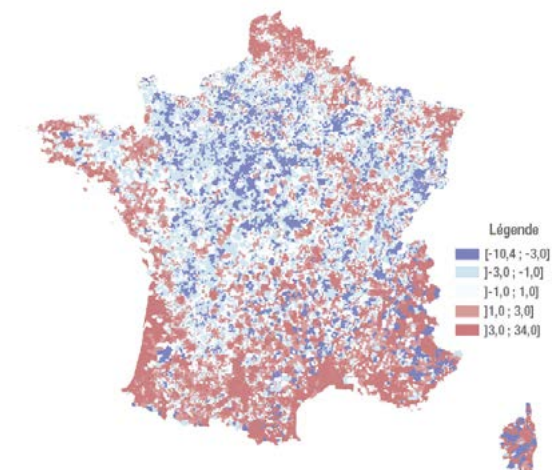 Légende
[-10,4 ; -3,0]
]-3,0 ; -1,0]
]-1,0 ; 1,0]
]1,0 ; 3,0]
]3,0 ; 34,0]